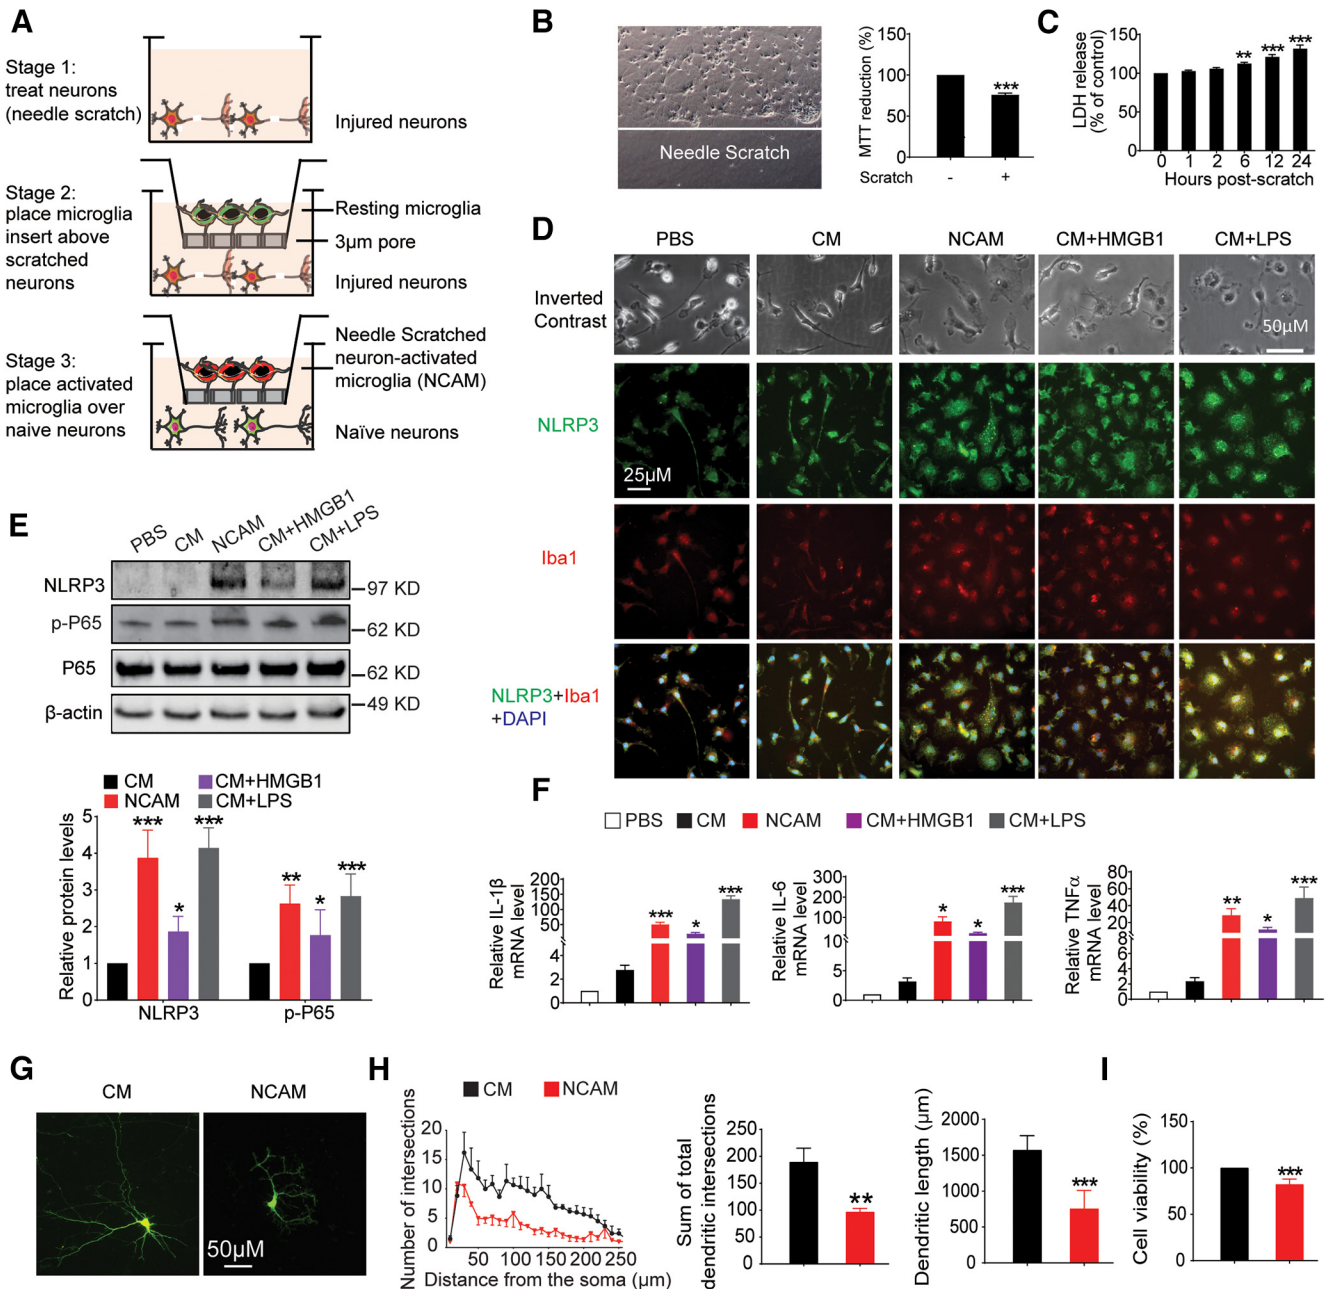 A
Stage 1:
treat neurons
(needle scratch)
Injured neurons
Stage 2:
place microglia
insert above
scratched
neurons
Resting microglia
3µm pore
Injured neurons
Stage 3:
place activated
microglia over
naive neurons
Needle Scratched
neuron-activated
microglia (NCAM)
Naïve neurons
B
Needle Scratch
MTT reduction (%)
150
100
50
0
***
Scratch - +
C
LDH release
(% of control)
150
100
50
0
** *** ***
0 1 2 6 12 24
Hours post-scratch
D
PBS CM NCAM CM+HMGB1 CM+LPS
Inverted
Contrast
50µM
NLRP3
25µM
Iba1
NLRP3+Iba1
+DAPI
E
PBS CM NCAM CM+HMGB1 CM+LPS
NLRP3 97 KD
p-P65 62 KD
P65 62 KD
β-actin 49 KD
CM CM+HMGB1
NCAM CM+LPS
Relative protein levels
5
4
3
2
1
0
*** * *** ** * ***
NLRP3 p-P65
F
PBS CM NCAM CM+HMGB1 CM+LPS
Relative IL-1β
mRNA level
200
150
100
50
4
2
0
*** * ***
Relative IL-6
mRNA level
300
200
100
10
5
0
* * ***
Relative TNFα
mRNA level
80
60
40
20
8
6
4
2
0
** * ***
G
CM NCAM
50µM
H
CM NCAM
Number of intersections
20
15
10
5
0
50 100 150 200 250
Distance from the soma (µm)
Sum of total
dendritic intersections
250
200
150
100
50
0
**
Dendritic length (µm)
2000
1500
1000
500
0
***
I
Cell viability (%)
150
100
50
0
***